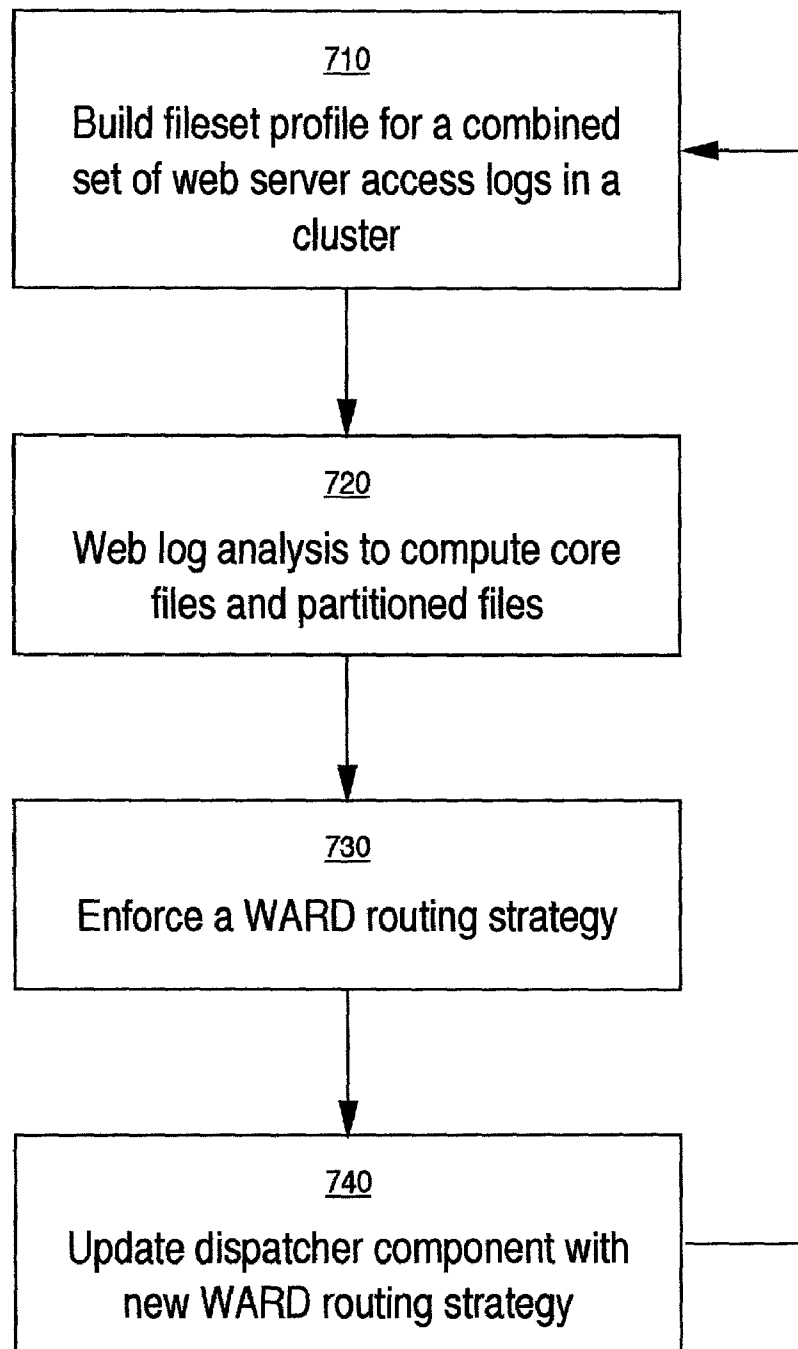 710
Build fileset profile for a combined
set of web server access logs in a
cluster
720
Web log analysis to compute core
files and partitioned files
730
Enforce a WARD routing strategy
740
Update dispatcher component with
new WARD routing strategy